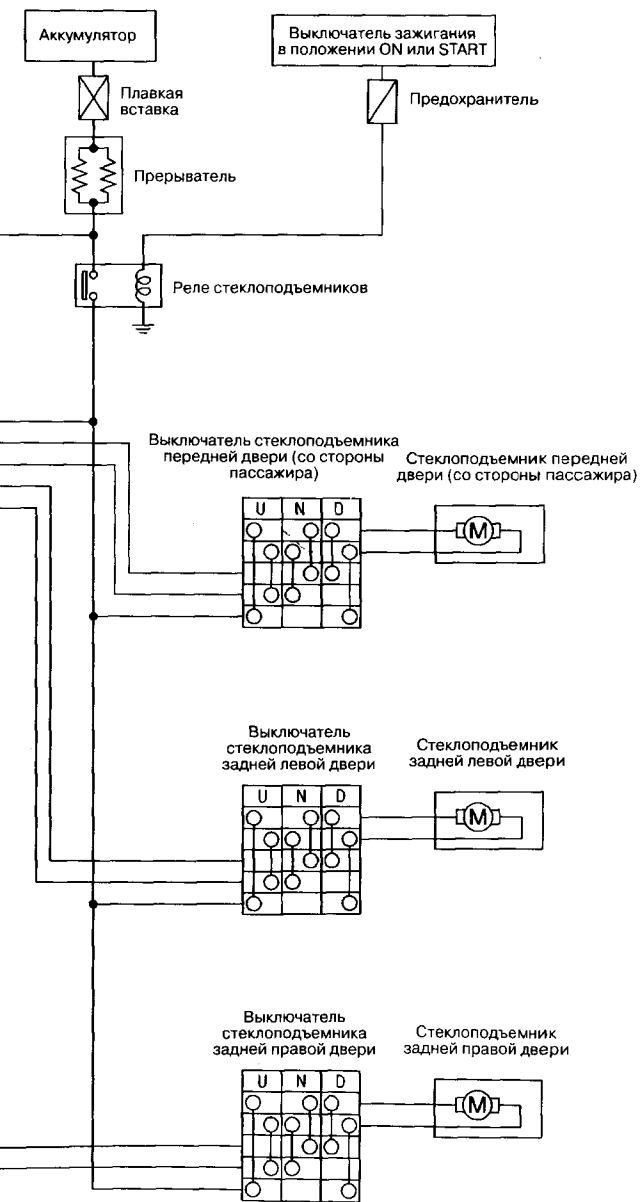 Аккумулятор
Выключатель зажигания
в положении ON или START
Плавкая
вставка
Предохранитель
Прерыватель
Реле стеклоподъемников
Выключатель стеклоподъемника
передней двери (со стороны
пассажира)
Стеклоподъемник передней
двери (со стороны пассажира)
U N D
M
Выключатель
стеклоподъемника
задней левой двери
Стеклоподъемник
задней левой двери
U N D
M
Выключатель
стеклоподъемника
задней правой двери
Стеклоподъемник
задней правой двери
U N D
M